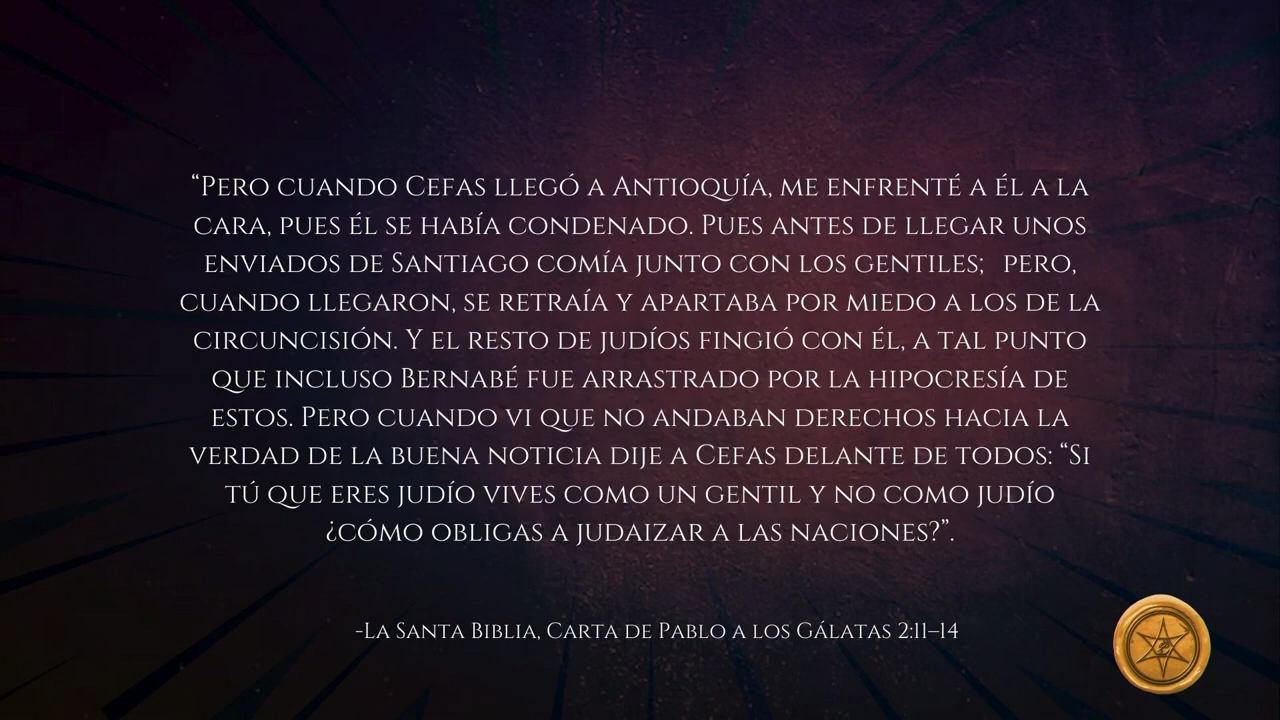 “Pero cuando Cefas llegó a Antioquía, me enfrenté a él a la
cara, pues él se había condenado. Pues antes de llegar unos
enviados de Santiago comía junto con los gentiles; pero,
cuando llegaron, se retraía y apartaba por miedo a los de la
circuncisión. Y el resto de judíos fingió con él, a tal punto
que incluso Bernabé fue arrastrado por la hipocresía de
estos. Pero cuando vi que no andaban derechos hacia la
verdad de la buena noticia dije a Cefas delante de todos: “Si
tú que eres judío vives como un gentil y no como judío
¿cómo obligas a judaizar a las naciones?”.
-La Santa Biblia, Carta de Pablo a los Gálatas 2:11–14